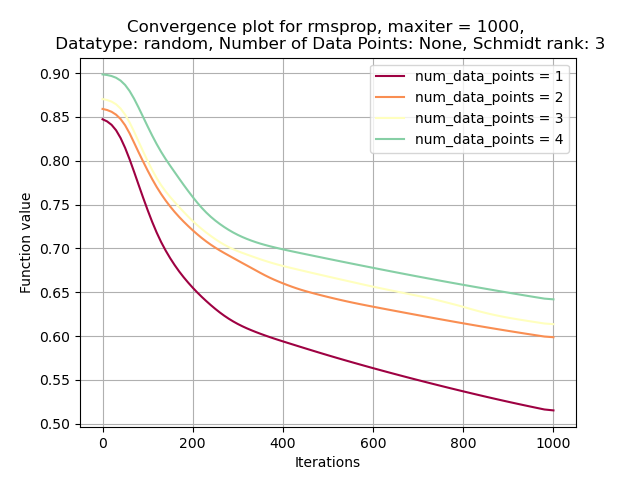 Convergence plot for rmsprop, maxiter = 1000,
Datatype: random, Number of Data Points: None, Schmidt rank: 3
num_data_points = 1
num_data_points = 2
num_data_points = 3
num_data_points = 4
Function value
0.90
0.85
0.80
0.75
0.70
0.65
0.60
0.55
0.50
0 200 400 600 800 1000
Iterations